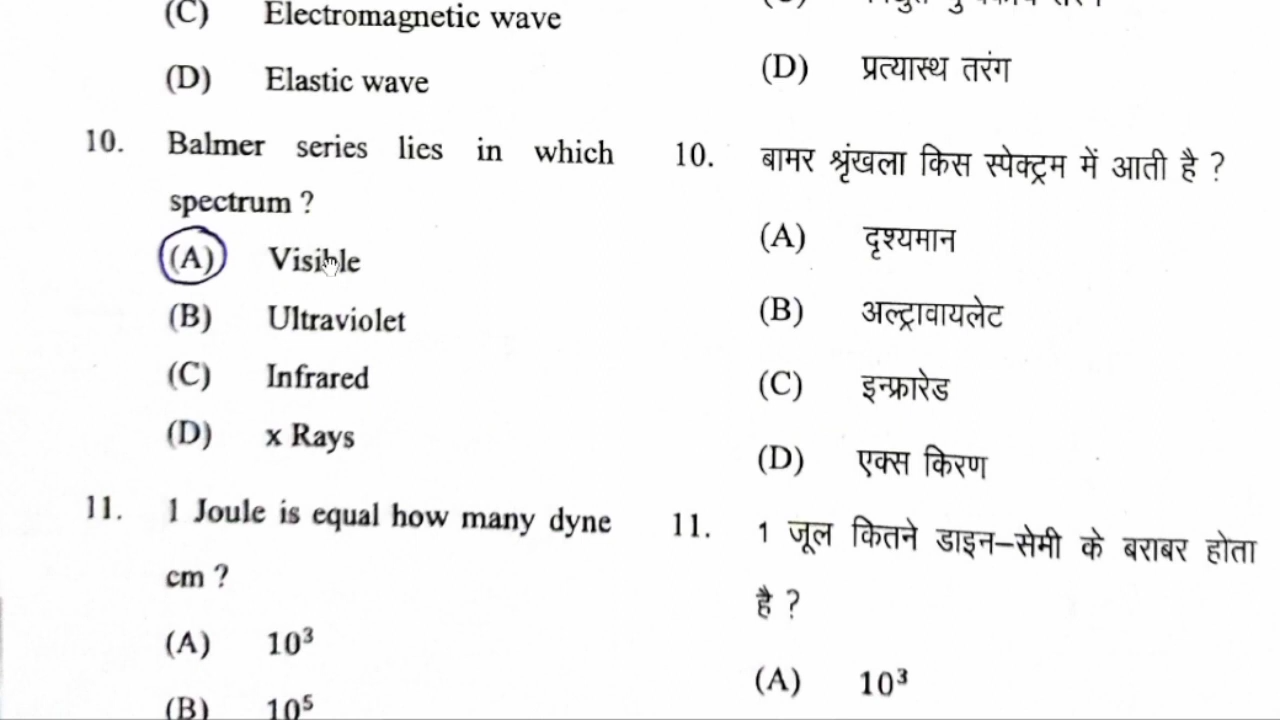 (C) Electromagnetic wave
(D) Elastic wave
10. Balmer series lies in which
spectrum ?
(A) Visible
(B) Ultraviolet
(C) Infrared
(D) x Rays
11. 1 Joule is equal how many dyne
cm ?
(A) 10³
(B) 10⁵
(D) प्रत्यास्थ तरंग
10. बामर श्रृंखला किस स्पेक्ट्रम में आती है ?
(A) दृश्यमान
(B) अल्ट्रावायलेट
(C) इन्फ्रारेड
(D) एक्स किरण
11. 1 जूल कितने डाइन–सेमी के बराबर होता
है ?
(A) 10³